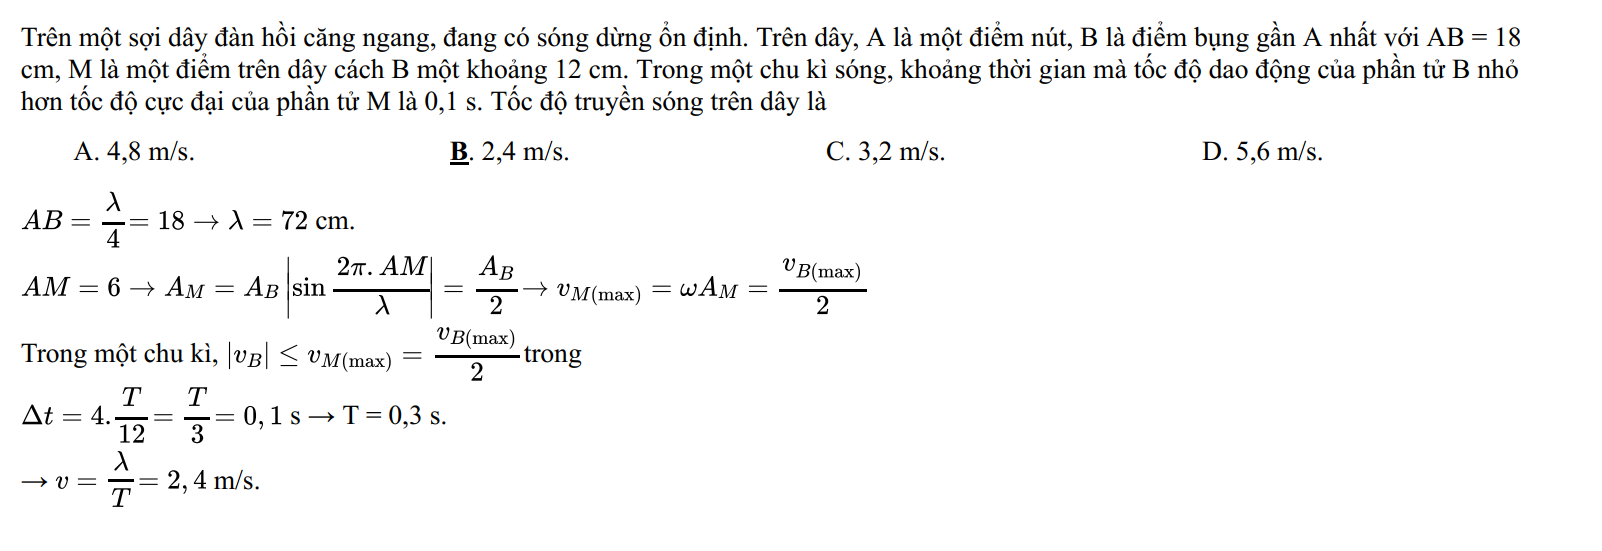 Trên một sợi dây đàn hồi căng ngang, đang có sóng dừng ổn định. Trên dây, A là một điểm nút, B là điểm bụng gần A nhất với AB = 18
cm, M là một điểm trên dây cách B một khoảng 12 cm. Trong một chu kì sóng, khoảng thời gian mà tốc độ dao động của phần tử B nhỏ
hơn tốc độ cực đại của phần tử M là 0,1 s. Tốc độ truyền sóng trên dây là
A. 4,8 m/s. B. 2,4 m/s. C. 3,2 m/s. D. 5,6 m/s.
$AB = \frac{\lambda}{4} = 18 \rightarrow \lambda = 72$ cm.
$AM = 6 \rightarrow A_M = A_B \left| \sin \frac{2\pi . AM}{\lambda} \right| = \frac{A_B}{2} \rightarrow v_{M(\text{max})} = \omega A_M = \frac{v_{B(\text{max})}}{2}$
Trong một chu kì, $|v_B| \leq v_{M(\text{max})} = \frac{v_{B(\text{max})}}{2}$ trong
$\Delta t = 4. \frac{T}{12} = \frac{T}{3} = 0,1$ s → T = 0,3 s.
$\rightarrow v = \frac{\lambda}{T} = 2,4$ m/s.